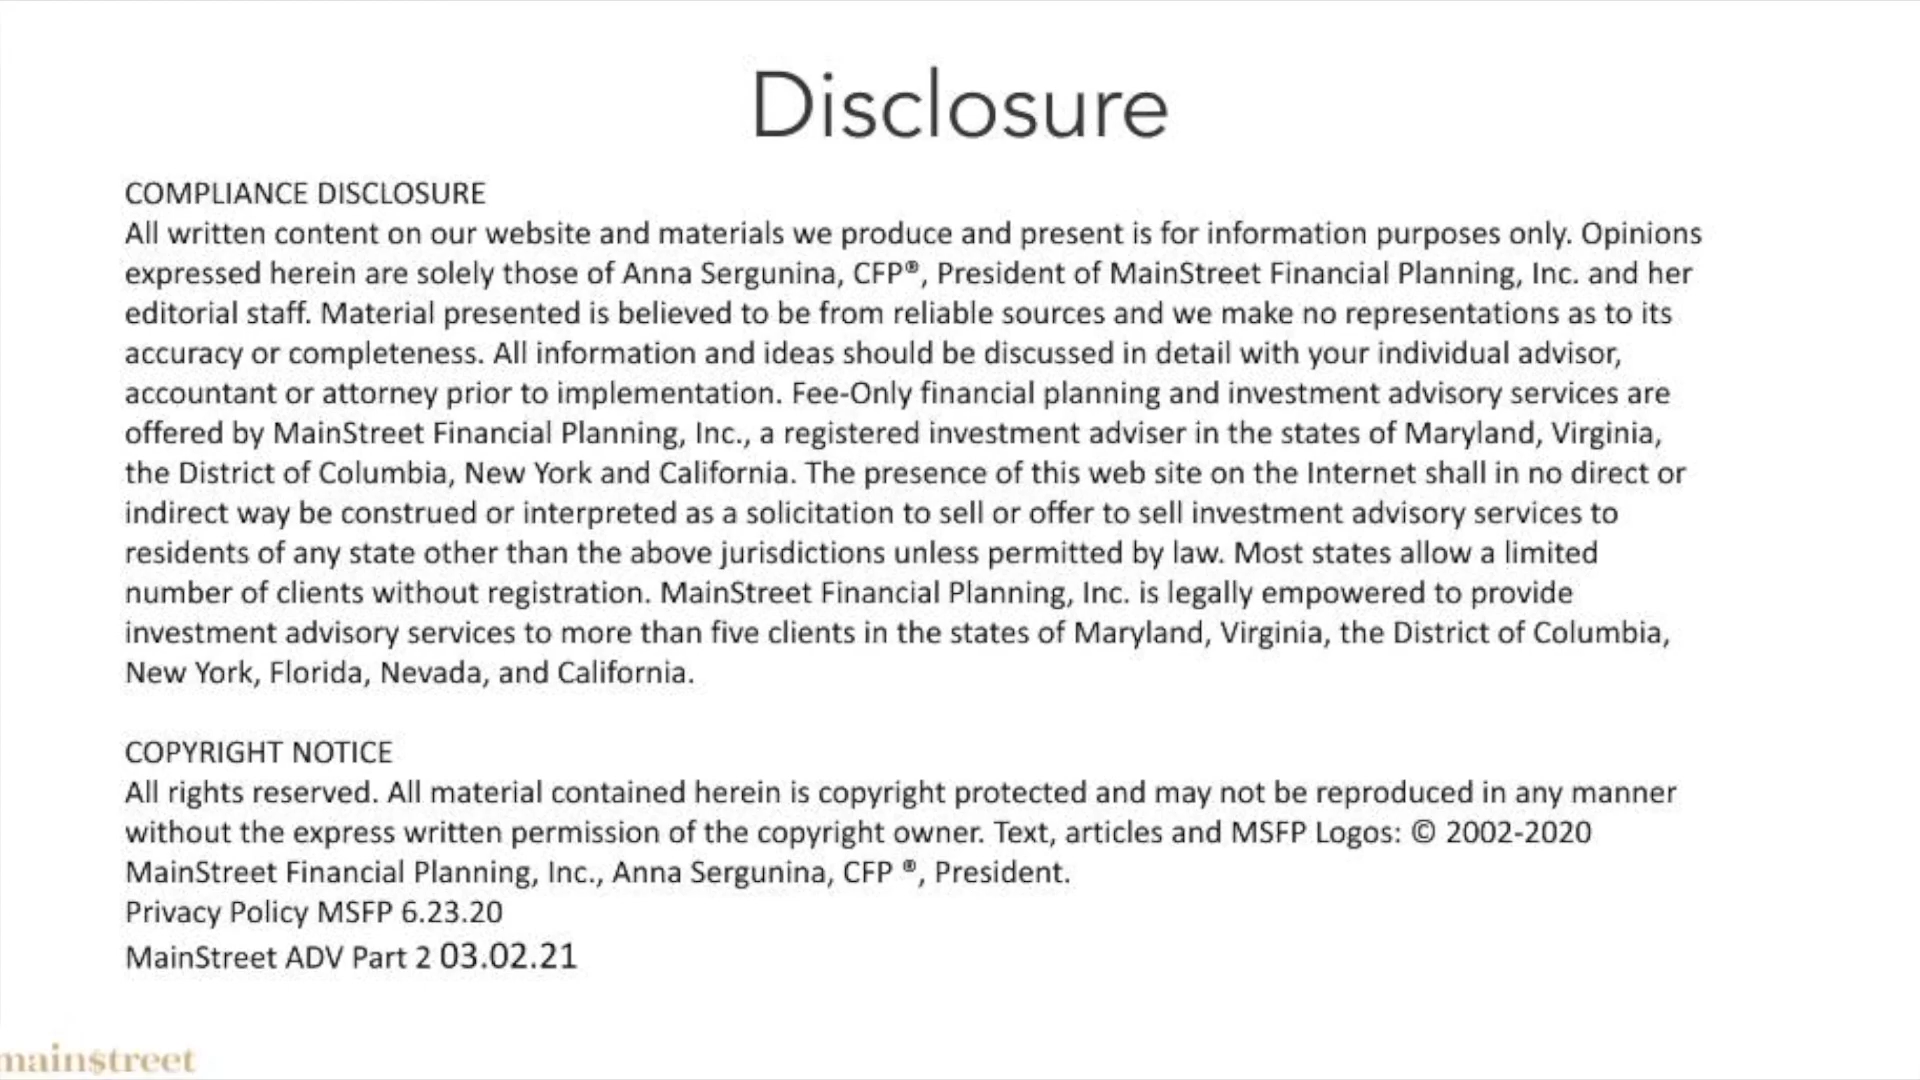 Disclosure
COMPLIANCE DISCLOSURE
All written content on our website and materials we produce and present is for information purposes only. Opinions
expressed herein are solely those of Anna Sergunina, CFP®, President of MainStreet Financial Planning, Inc. and her
editorial staff. Material presented is believed to be from reliable sources and we make no representations as to its
accuracy or completeness. All information and ideas should be discussed in detail with your individual advisor,
accountant or attorney prior to implementation. Fee-Only financial planning and investment advisory services are
offered by MainStreet Financial Planning, Inc., a registered investment adviser in the states of Maryland, Virginia,
the District of Columbia, New York and California. The presence of this web site on the Internet shall in no direct or
indirect way be construed or interpreted as a solicitation to sell or offer to sell investment advisory services to
residents of any state other than the above jurisdictions unless permitted by law. Most states allow a limited
number of clients without registration. MainStreet Financial Planning, Inc. is legally empowered to provide
investment advisory services to more than five clients in the states of Maryland, Virginia, the District of Columbia,
New York, Florida, Nevada, and California.
COPYRIGHT NOTICE
All rights reserved. All material contained herein is copyright protected and may not be reproduced in any manner
without the express written permission of the copyright owner. Text, articles and MSFP Logos: © 2002-2020
MainStreet Financial Planning, Inc., Anna Sergunina, CFP ®, President.
Privacy Policy MSFP 6.23.20
MainStreet ADV Part 2 03.02.21
main$treet